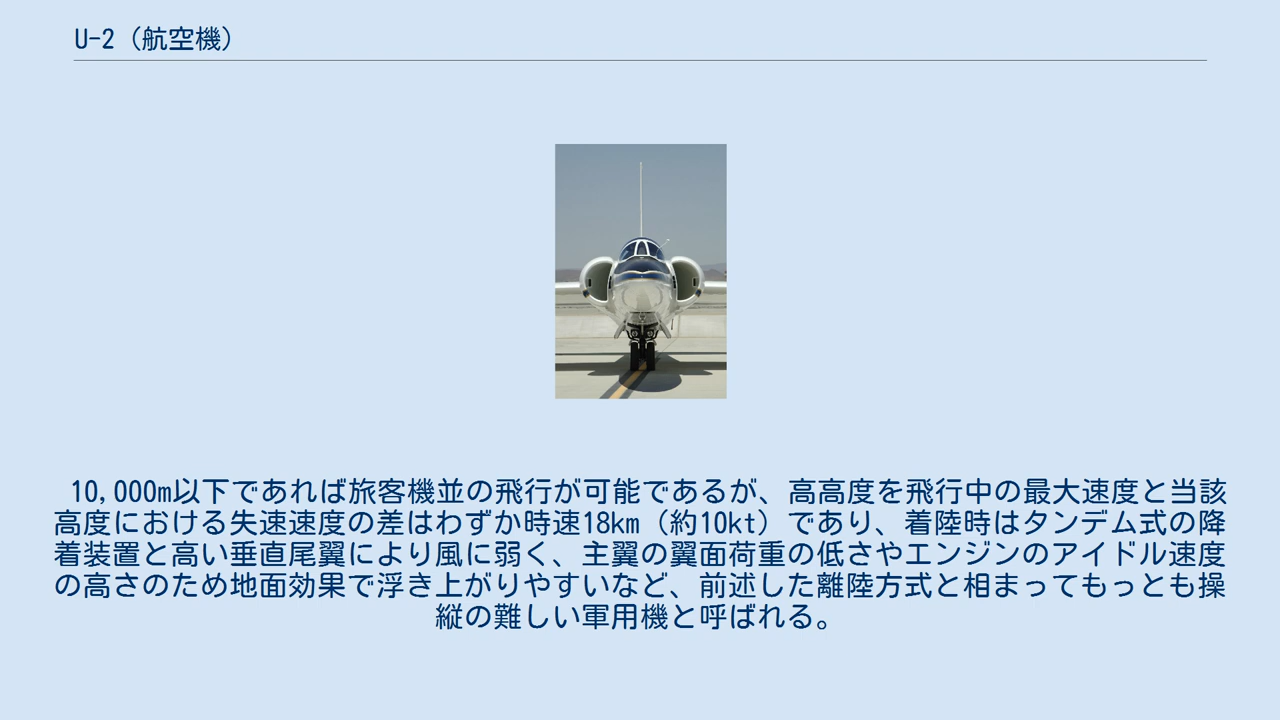 U-2（航空機）
10,000m以下であれば旅客機並の飛行が可能であるが、高高度を飛行中の最大速度と当該
高度における失速速度の差はわずか時速18km（約10kt）であり、着陸時はタンデム式の降
着装置と高い垂直尾翼により風に弱く、主翼の翼面荷重の低さやエンジンのアイドル速度
の高さのため地面効果で浮き上がりやすいなど、前述した離陸方式と相まってもっとも操
縦の難しい軍用機と呼ばれる。